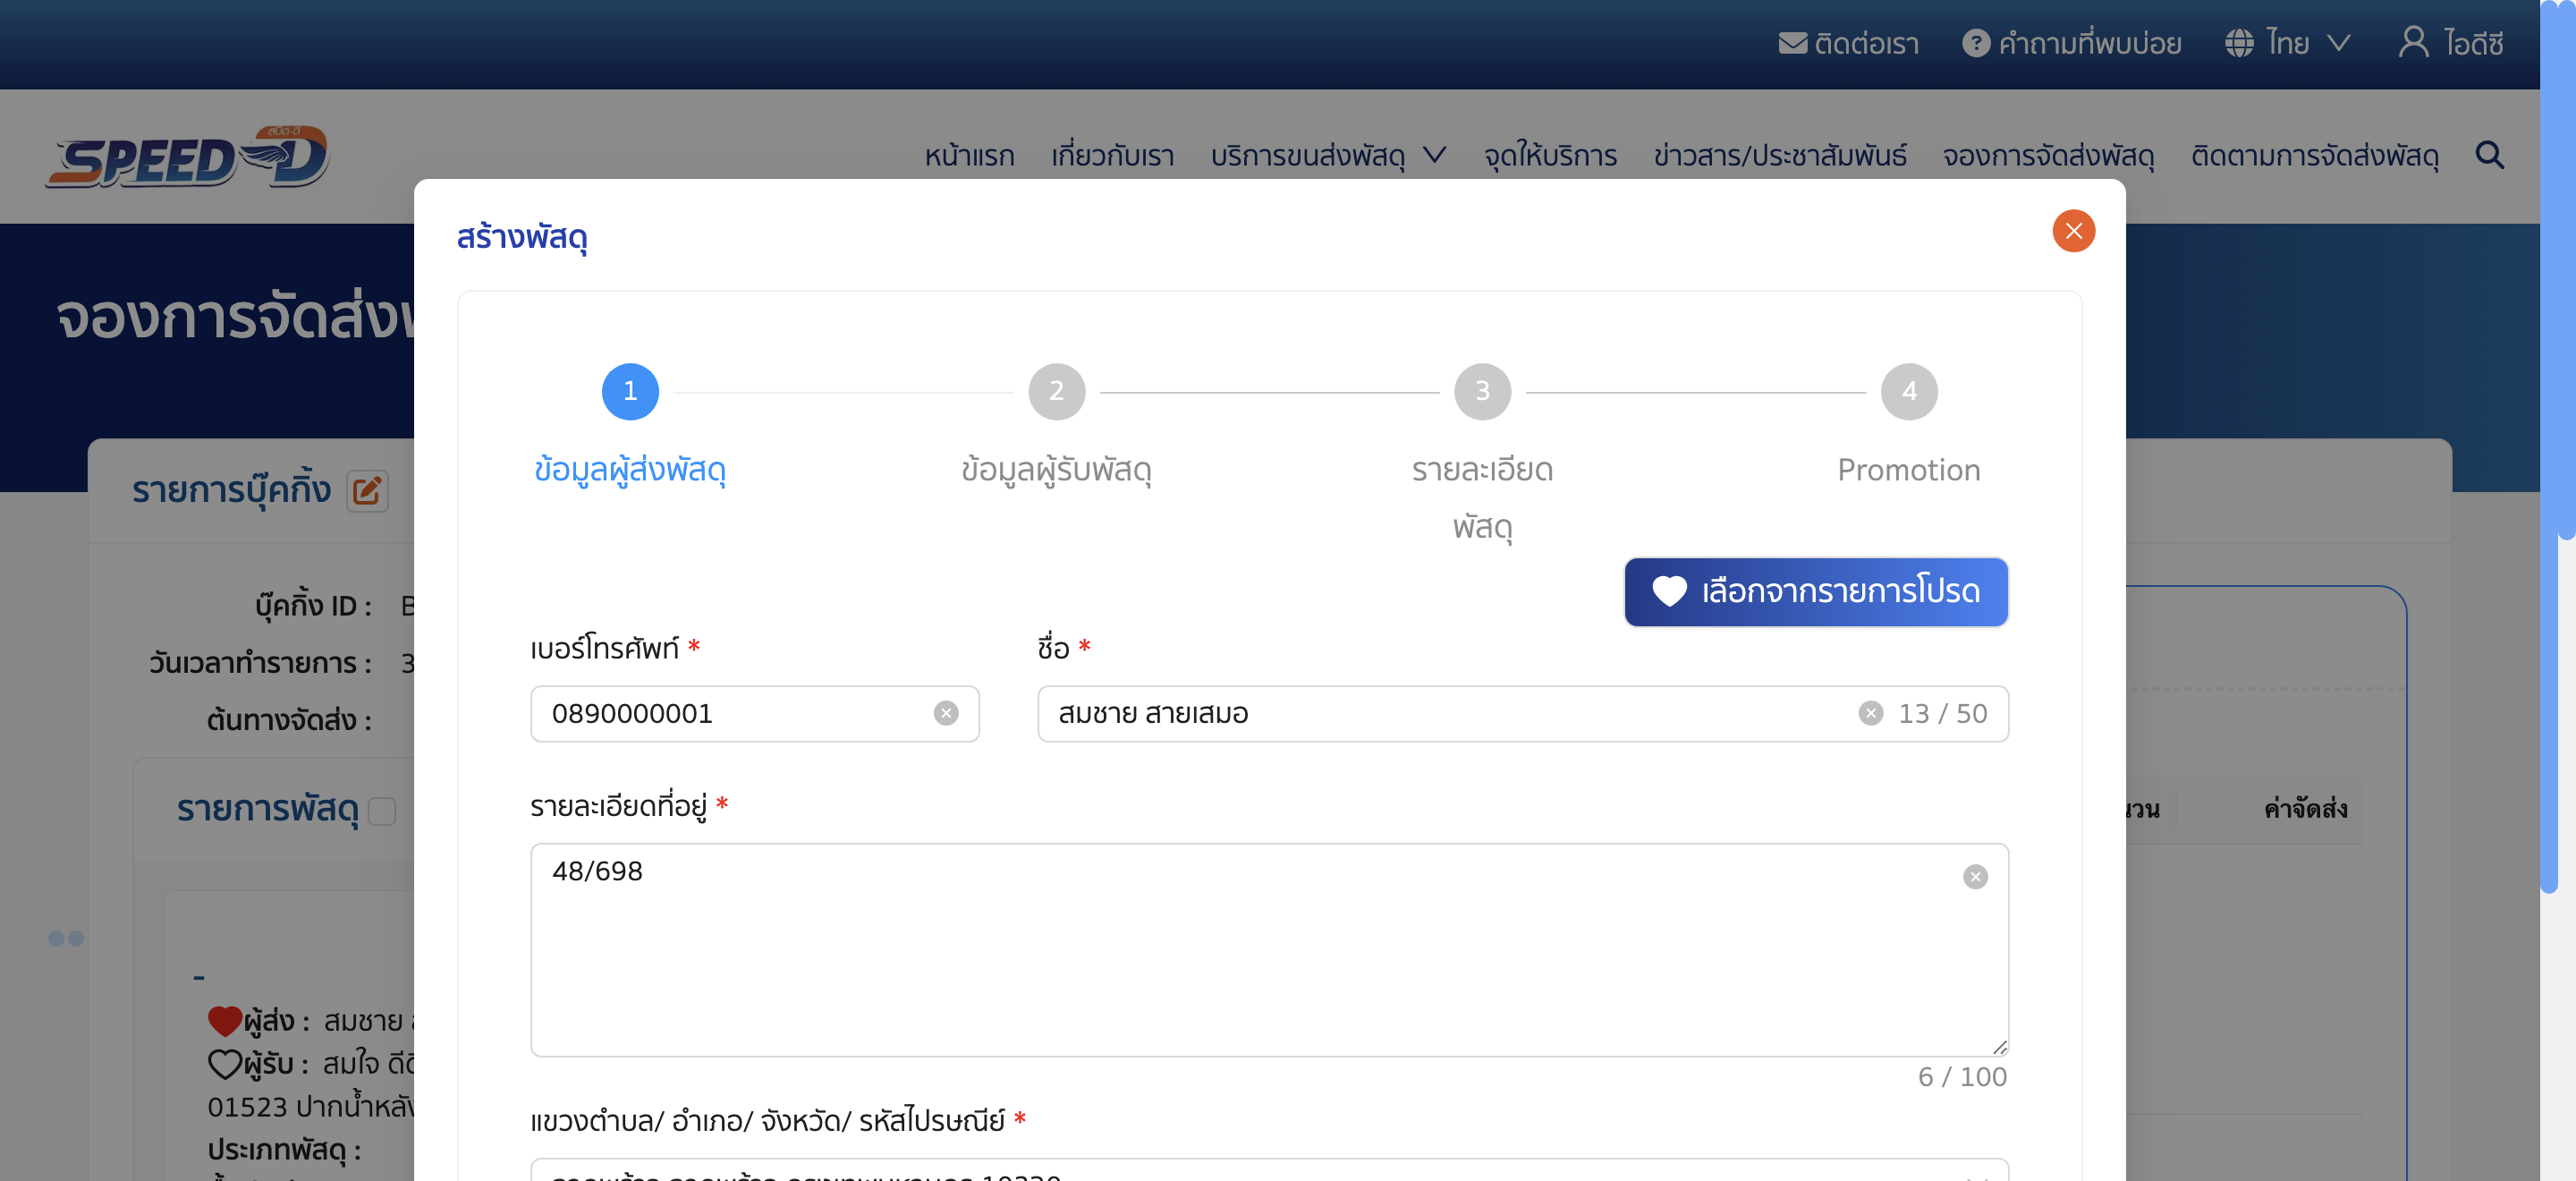 ติดต่อเรา คำถามที่พบบ่อย ไทย ไอดีซี
สปีด-ดี
SPEED-D
หน้าแรก เกี่ยวกับเรา บริการขนส่งพัสดุ จุดให้บริการ ข่าวสาร/ประชาสัมพันธ์ จองการจัดส่งพัสดุ ติดตามการจัดส่งพัสดุ
จองการจัดส่ง
สร้างพัสดุ
1 2 3 4
ข้อมูลผู้ส่งพัสดุ ข้อมูลผู้รับพัสดุ รายละเอียด Promotion
พัสดุ
รายการบุ๊คกิ้ง
เลือกจากรายการโปรด
บุ๊คกิ้ง ID : B
วันเวลาทำรายการ : 3
ต้นทางจัดส่ง :
เบอร์โทรศัพท์ * ชื่อ *
0890000001 สมชาย สายเสมอ 13 / 50
รายการพัสดุ
รายละเอียดที่อยู่ *
ค่าจัดส่ง
48/698
-
ผู้ส่ง : สมชาย
ผู้รับ : สมใจ
01523 ปากน้ำหลัง
ประเภทพัสดุ :
6 / 100
แขวงตำบล/ อำเภอ/ จังหวัด/ รหัสไปรษณีย์ *